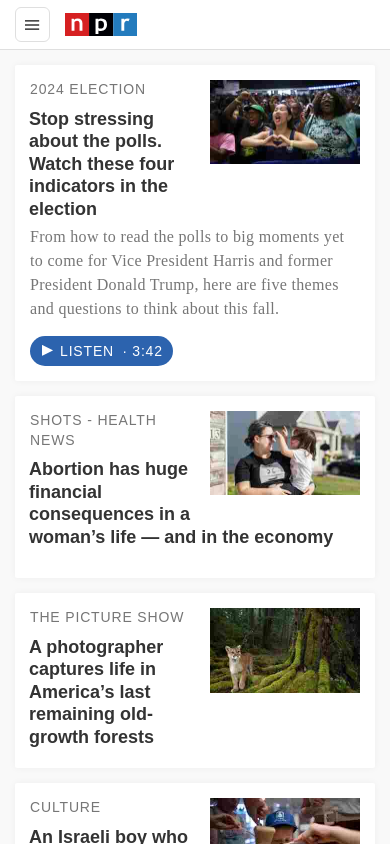 npr
2024 ELECTION
Stop stressing
about the polls.
Watch these four
indicators in the
election
From how to read the polls to big moments yet
to come for Vice President Harris and former
President Donald Trump, here are five themes
and questions to think about this fall.
LISTEN · 3:42
SHOTS - HEALTH
NEWS
Abortion has huge
financial
consequences in a
woman’s life — and in the economy
THE PICTURE SHOW
A photographer
captures life in
America’s last
remaining old-
growth forests
CULTURE
An Israeli boy who